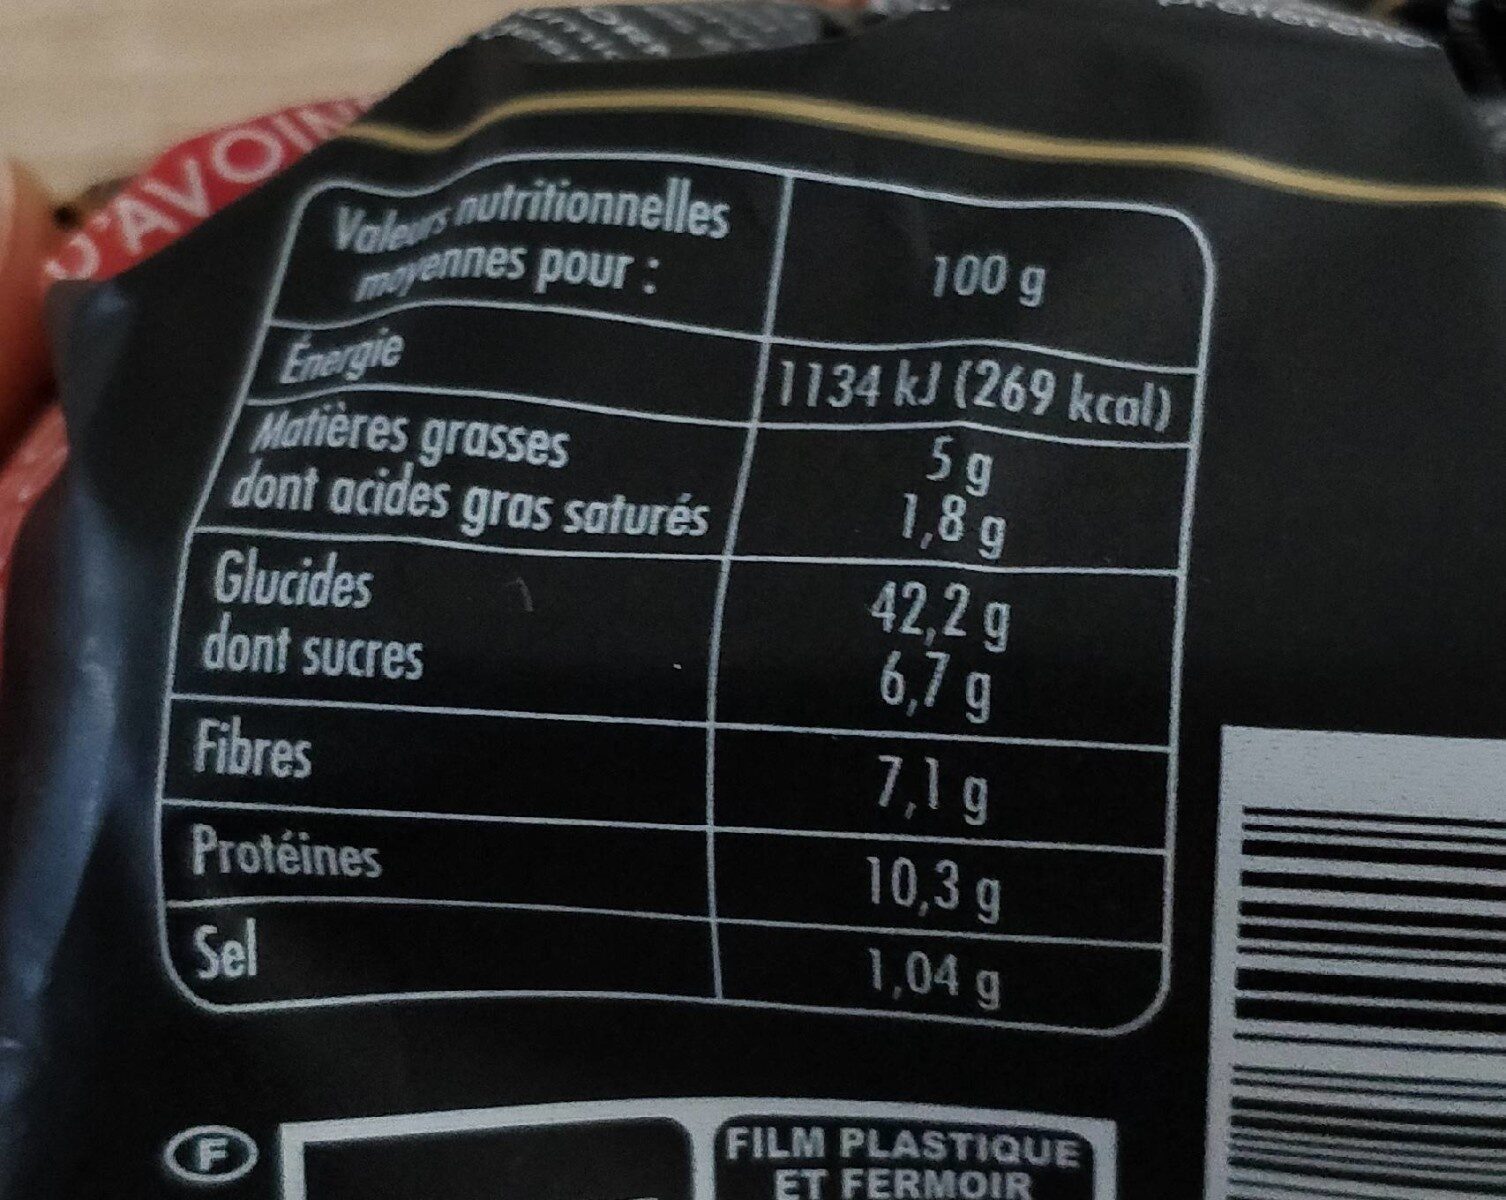 D'AVOIN
Valeurs nutritionnelles
moyennes pour : 100 g
Énergie 1134 kJ (269 kcal)
Matières grasses 5 g
dont acides gras saturés 1,8 g
Glucides 42,2 g
dont sucres 6,7 g
Fibres 7,1 g
Protéines 10,3 g
Sel 1,04 g
F
FILM PLASTIQUE
ET FERMOIR